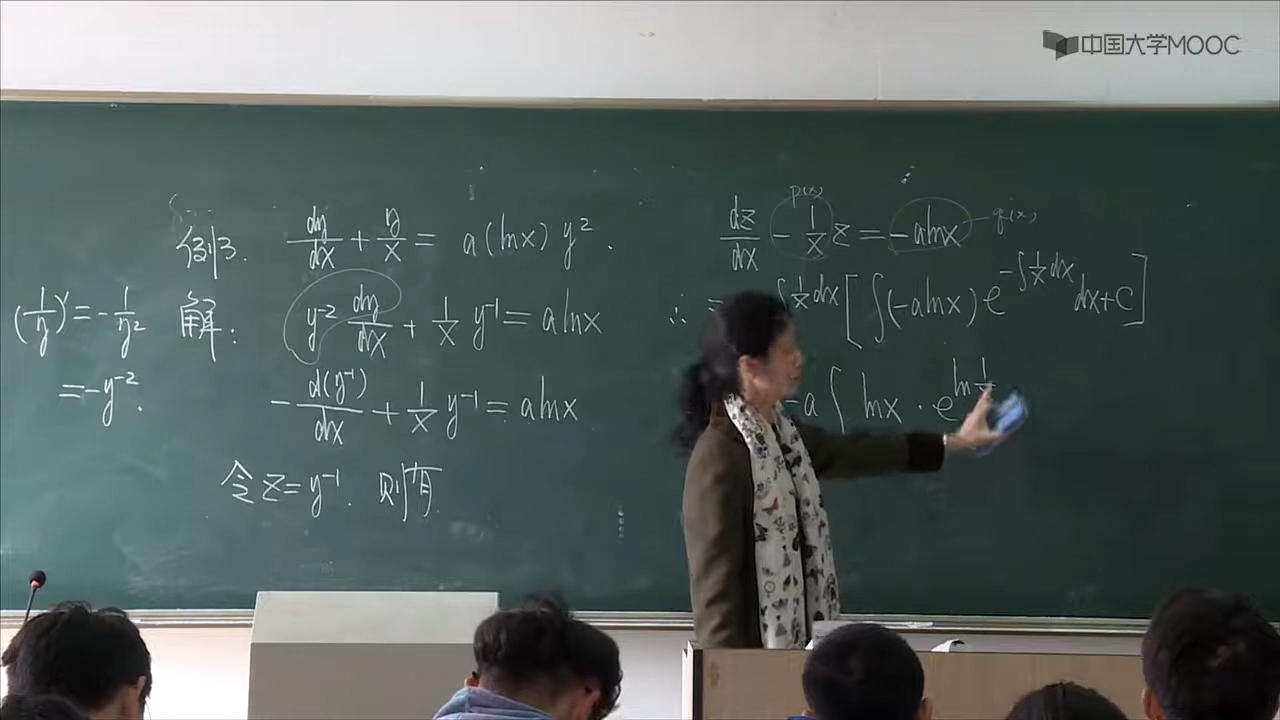 中国大学MOOC
例3. dy/dx + y/x = a(lnx)y².
解: y⁻² dy/dx + 1/x y⁻¹ = alnx
(1/y)' = -1/y²
= -y⁻².
- d(y⁻¹)/dx + 1/x y⁻¹ = alnx
令 z = y⁻¹. 则有
p(x)
dz/dx - 1/x z = -alnx
q(x)
∴ = ∫1/x dx [∫(-alnx)e^(-∫1/x dx) dx+C]
-a ∫ lnx · e^(ln 1/x)